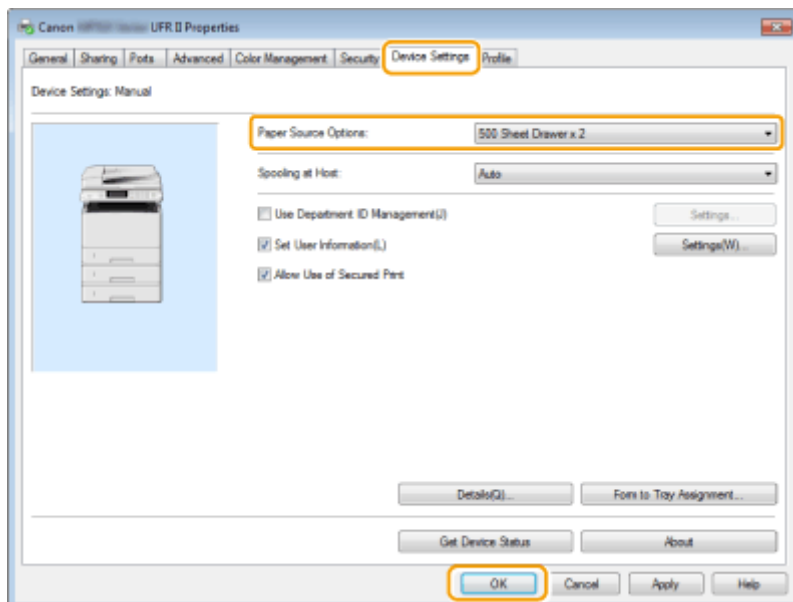 Canon UFR II Properties
General Sharing Ports Advanced Color Management Security Device Settings Profile
Device Settings: Manual
Paper Source Options: 500 Sheet Drawer x 2
Spooling at Host: Auto
Use Department ID Management(J) Settings...
Set User Information(L) Settings(W)...
Allow Use of Secured Print
Details(Q)... Form to Tray Assignment...
Get Device Status About
OK Cancel Apply Help